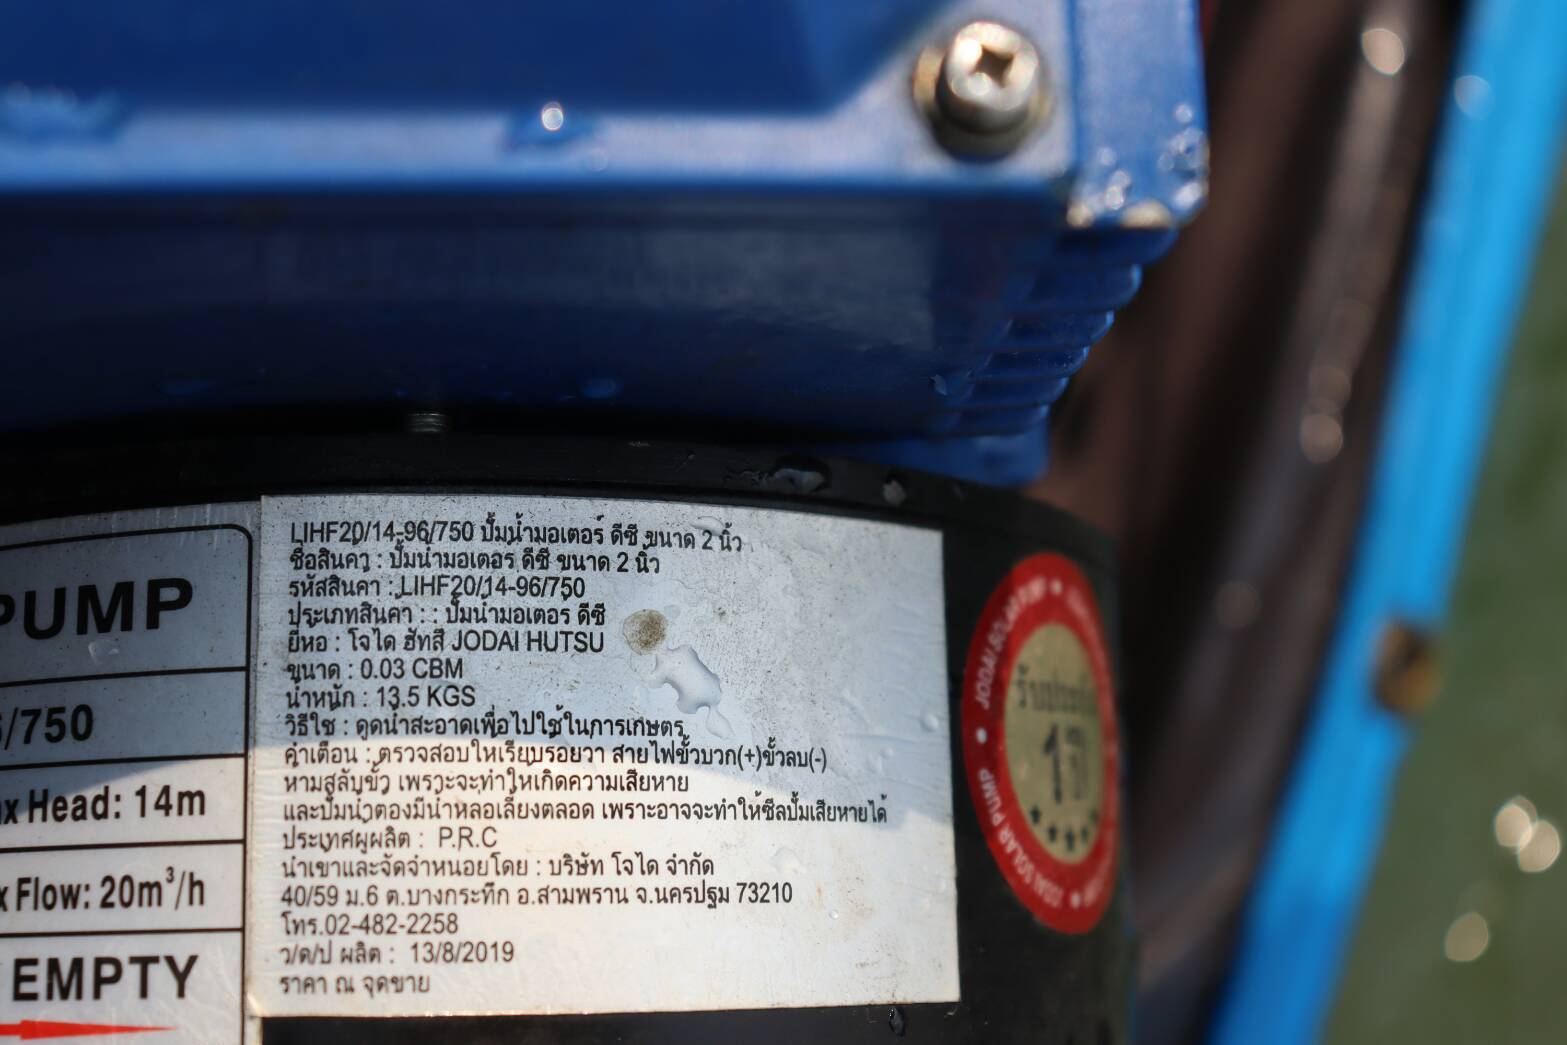 PUMP
/750
Head: 14m
Flow: 20m³/h
EMPTY
LIHF20/14-96/750 ปั๊มน้ำมอเตอร์ ดีซี ขนาด 2 นิ้ว
ชื่อสินคา : ปั๊มน้ำมอเตอร์ ดีซี ขนาด 2 นิ้ว
รหัสสินคา : LIHF20/14-96/750
ประเภทสินคา : : ปั๊มน้ำมอเตอร์ ดีซี
ยี่หอ : โจได ฮัทสึ JODAI HUTSU
ขนาด : 0.03 CBM
น้ำหนัก : 13.5 KGS
วิธีใช : ดูดน้ำสะอาดเพื่อไปใช้ในการเกษตร
คำเตือน : ตรวจสอบใหเรียบรอยวา สายไฟขั้วบวก(+)ขั้วลบ(-)
หามสลับขั้ว เพราะจะทำใหเกิดความเสียหาย
และปั๊มน้ำตองมีน้ำหลอเลี้ยงตลอด เพราะอาจจะทำให้ซีลปั๊มเสียหายได้
ประเทศผูผลิต : P.R.C
นำเขาและจัดจำหนอยโดย : บริษัท โจได จำกัด
40/59 ม.6 ต.บางกระทึก อ.สามพราน จ.นครปฐม 73210
โทร.02-482-2258
ว/ด/ป ผลิต : 13/8/2019
ราคา ณ จุดขาย
JODAI SOLAR PUMP
รับประกัน
1ปี
JODAI SOLAR PUMP